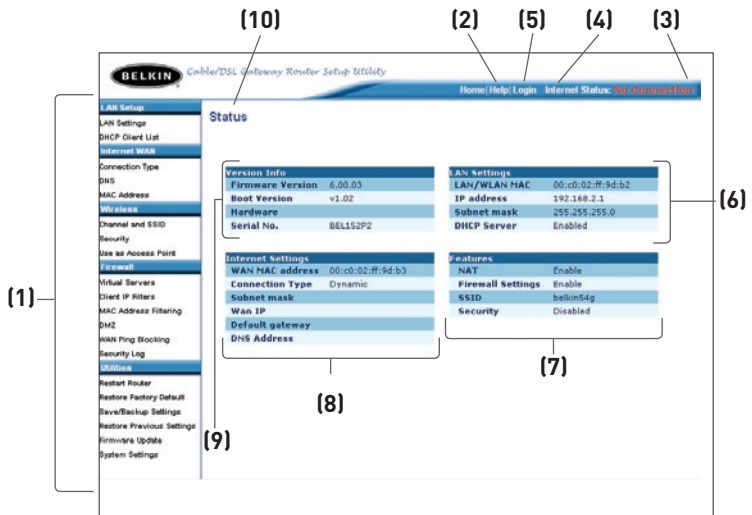 (10) (2) (5) (4) (3)
BELKIN Cable/DSL Gateway Router Setup Utility
Home|Help|Login Internet Status: No Connection
LAN Setup
LAN Settings
DHCP Client List
Internet WAN
Connection Type
DNS
MAC Address
Wireless
Channel and SSID
Security
Use as Access Point
Firewall
Virtual Servers
Client IP Filters
MAC Address Filtering
DMZ
WAN Ping Blocking
Security Log
Utilities
Restart Router
Restore Factory Default
Save/Backup Settings
Restore Previous Settings
Firmware Update
System Settings
(1)
Status
Version Info
Firmware Version 6.00.03
Boot Version v1.02
Hardware
Serial No. BEL152P2
(9)
LAN Settings
LAN/WLAN MAC 00:c0:02:ff:9d:b2
IP address 192.168.2.1
Subnet mask 255.255.255.0
DHCP Server Enabled
(6)
Internet Settings
WAN MAC address 00:c0:02:ff:9d:b3
Connection Type Dynamic
Subnet mask
Wan IP
Default gateway
DNS Address
(8)
Features
NAT Enable
Firewall Settings Enable
SSID belkin54g
Security Disabled
(7)